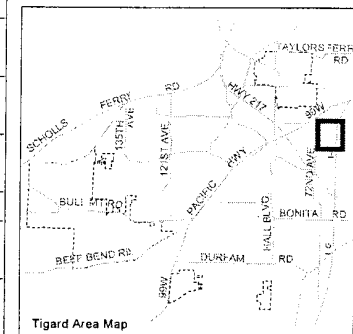 TAYLORS FERR
RD
FERRY RD
HWY 217
99W
SCHOLLS
135TH
AVE
121ST AVE
72ND AVE
PACIFIC HWY
HALL BLVD
BULL MT RD
BONITA RD
I-5
BEEF BEND RD
DURHAM RD
99W
Tigard Area Map